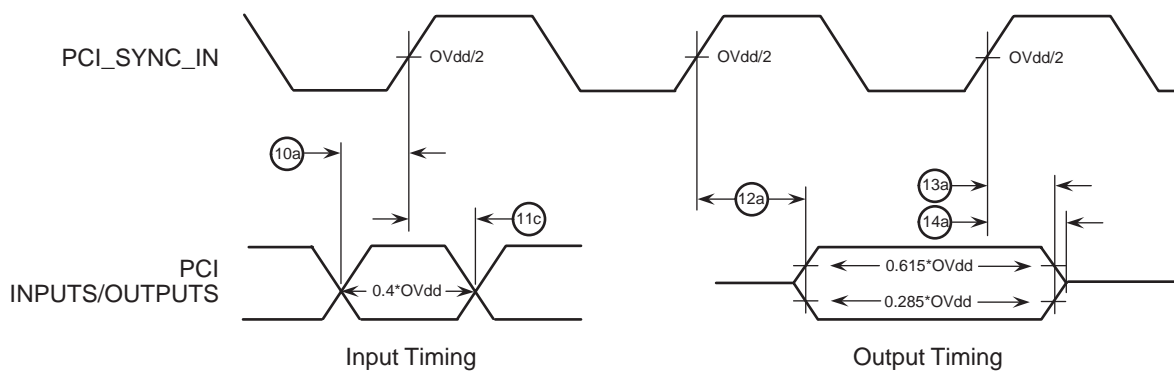 PCI_SYNC_IN
OVdd/2
OVdd/2
OVdd/2
10a
13a
12a
11c
14a
PCI
INPUTS/OUTPUTS
0.4*OVdd
0.615*OVdd
0.285*OVdd
Input Timing
Output Timing